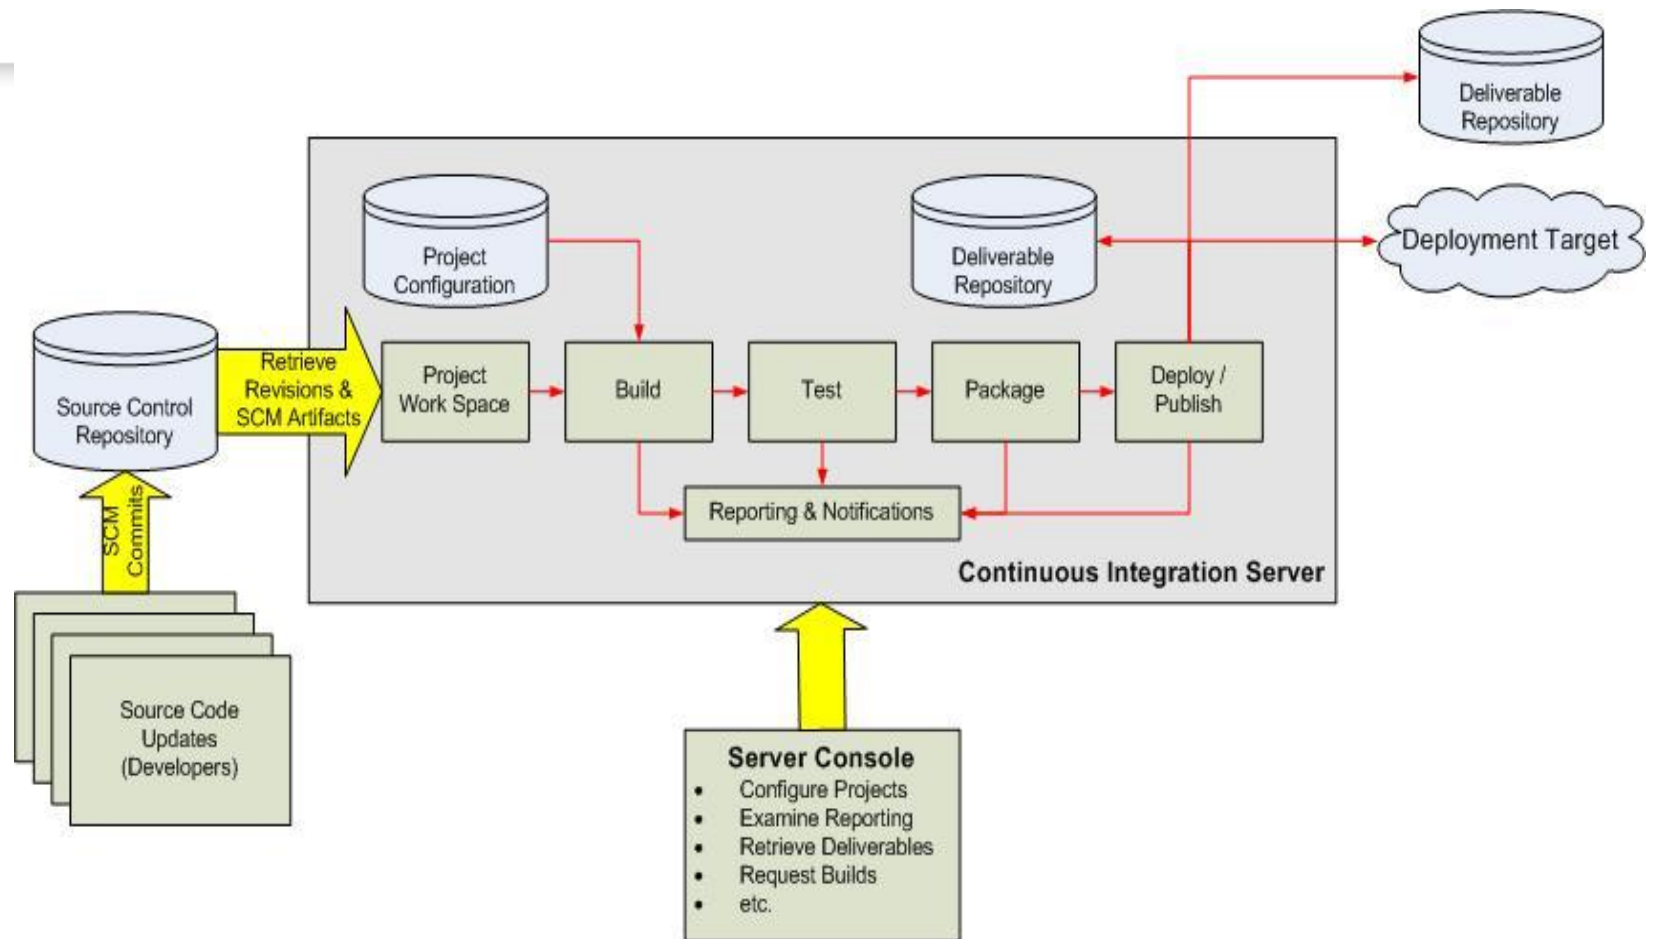 Deliverable
Repository
Project
Configuration
Deliverable
Repository
Deployment Target
Source Control
Repository
Retrieve
Revisions &
SCM Artifacts
Project
Work Space
Build
Test
Package
Deploy /
Publish
SCM
Commits
Reporting & Notifications
Continuous Integration Server
Source Code
Updates
(Developers)
Server Console
• Configure Projects
• Examine Reporting
• Retrieve Deliverables
• Request Builds
• etc.